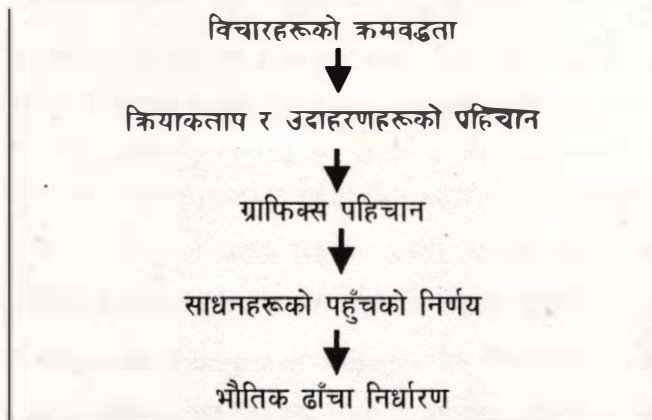 विचारहरूको क्रमवद्धता
क्रियाकताप र उदाहरणहरूको पहिचान
ग्राफिक्स पहिचान
साधनहरूको पहुँचको निर्णय
भौतिक ढाँचा निर्धारण